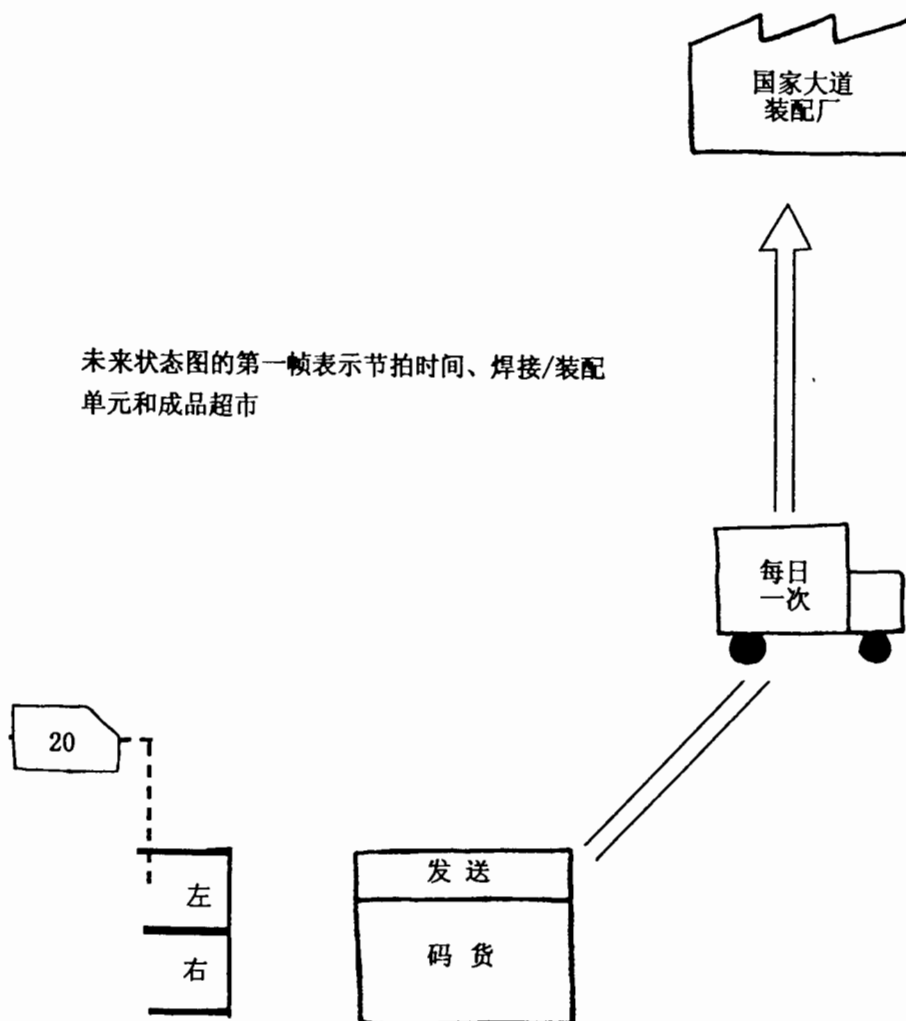 国家大道
装配厂
未来状态图的第一帧表示节拍时间、焊接/装配
单元和成品超市
每日
一次
20
左
右
发 送
码 货